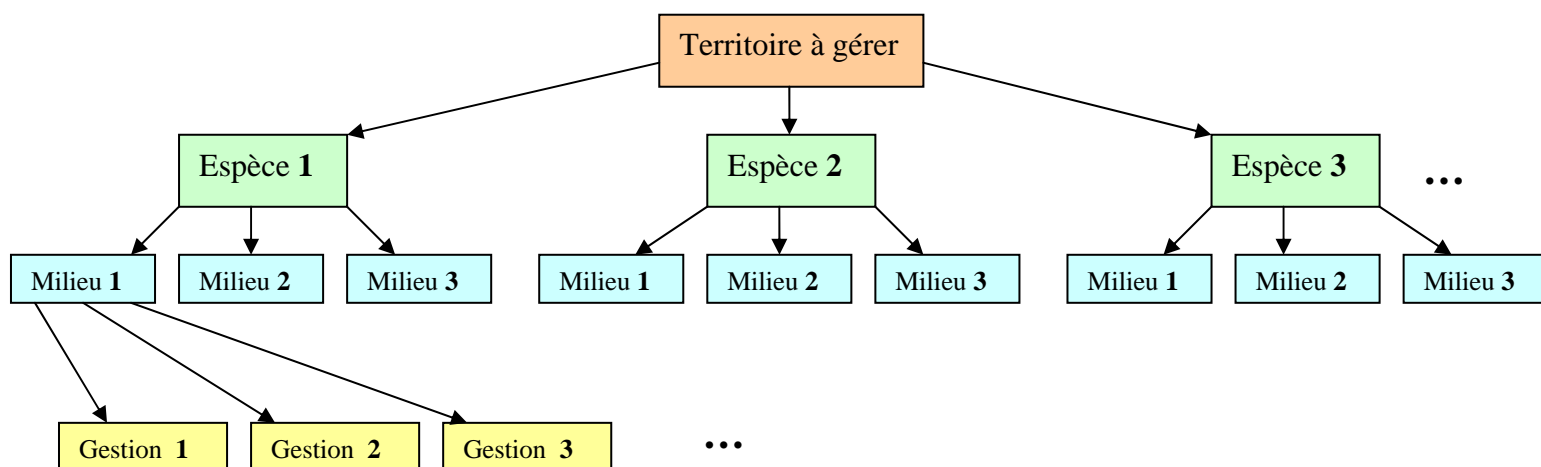 Territoire à gérer
Espèce 1
Espèce 2
Espèce 3
...
Milieu 1
Milieu 2
Milieu 3
Milieu 1
Milieu 2
Milieu 3
Milieu 1
Milieu 2
Milieu 3
Gestion 1
Gestion 2
Gestion 3
...